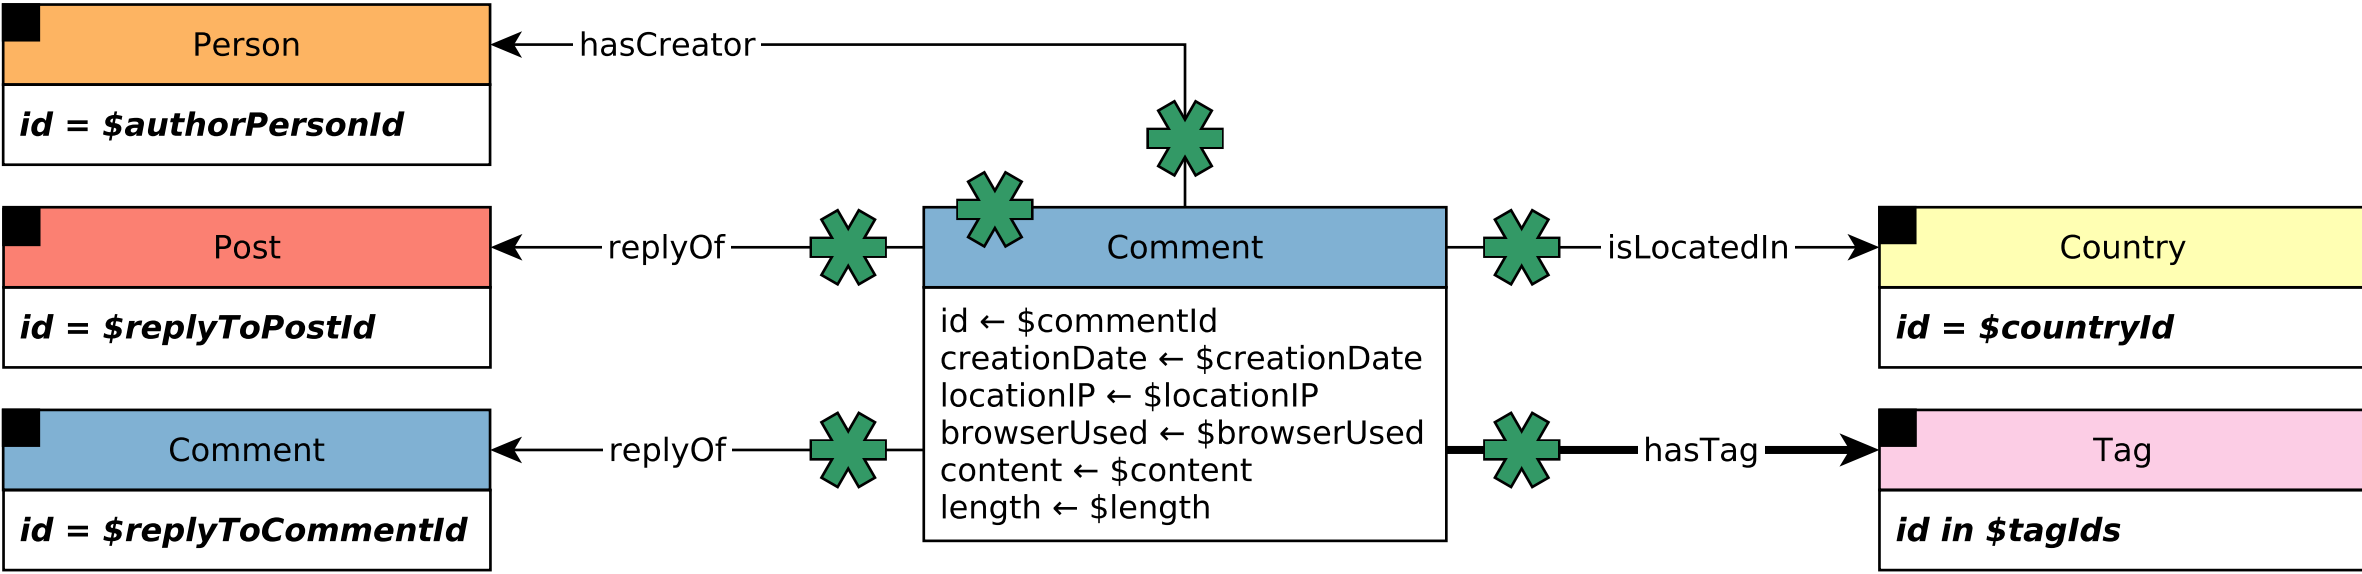 Person
id = $authorPersonId
hasCreator
Post
id = $replyToPostId
replyOf
Comment
id = $replyToCommentId
replyOf
Comment
id ← $commentId
creationDate ← $creationDate
locationIP ← $locationIP
browserUsed ← $browserUsed
content ← $content
length ← $length
isLocatedIn
Country
id = $countryId
hasTag
Tag
id in $tagIds